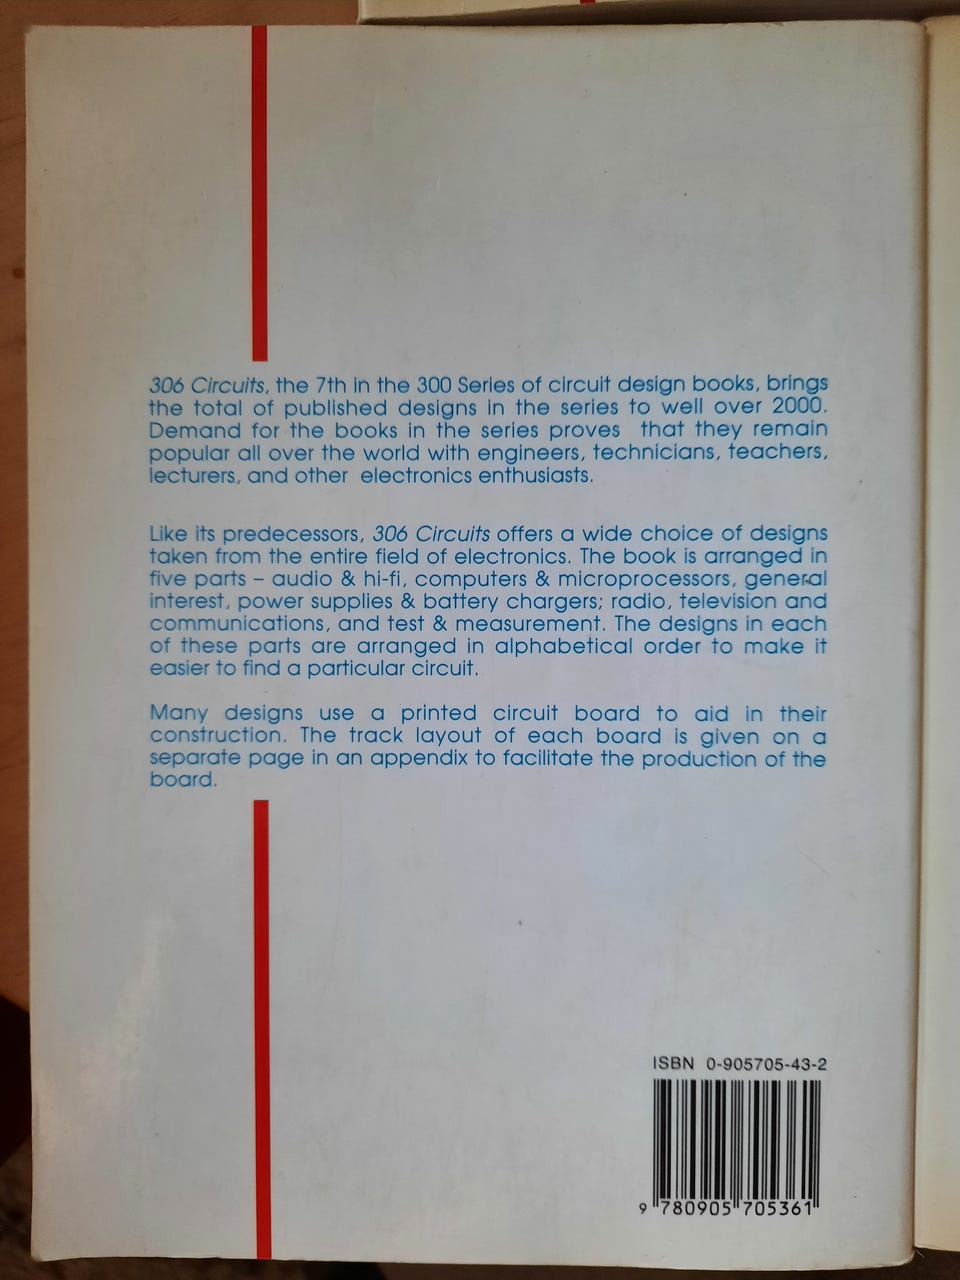 306 Circuits, the 7th in the 300 Series of circuit design books, brings
the total of published designs in the series to well over 2000.
Demand for the books in the series proves that they remain
popular all over the world with engineers, technicians, teachers,
lecturers, and other electronics enthusiasts.
Like its predecessors, 306 Circuits offers a wide choice of designs
taken from the entire field of electronics. The book is arranged in
five parts – audio & hi-fi, computers & microprocessors, general
interest, power supplies & battery chargers; radio, television and
communications, and test & measurement. The designs in each
of these parts are arranged in alphabetical order to make it
easier to find a particular circuit.
Many designs use a printed circuit board to aid in their
construction. The track layout of each board is given on a
separate page in an appendix to facilitate the production of the
board.
ISBN 0-905705-43-2
9 780905 705361